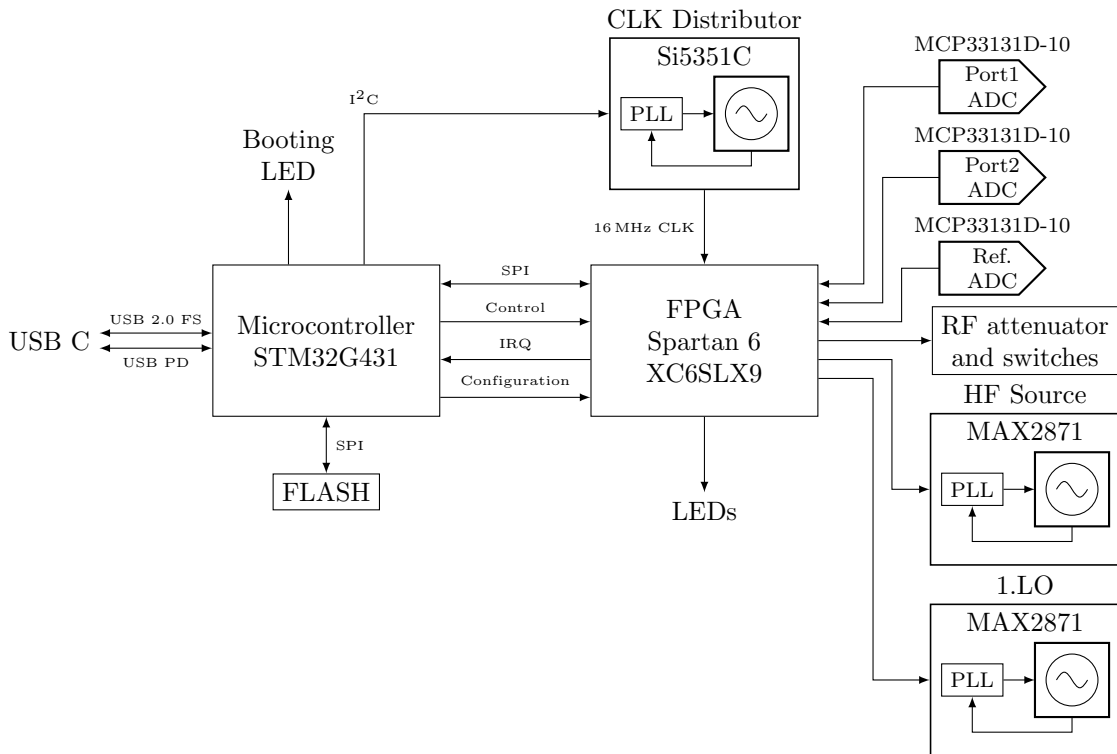 CLK Distributor
Si5351C
PLL
I²C
MCP33131D-10
Port1
ADC
MCP33131D-10
Port2
ADC
MCP33131D-10
Ref.
ADC
Booting
LED
16 MHz CLK
USB C
USB 2.0 FS
USB PD
Microcontroller
STM32G431
SPI
Control
IRQ
Configuration
FPGA
Spartan 6
XC6SLX9
RF attenuator
and switches
SPI
FLASH
LEDs
HF Source
MAX2871
PLL
1.LO
MAX2871
PLL